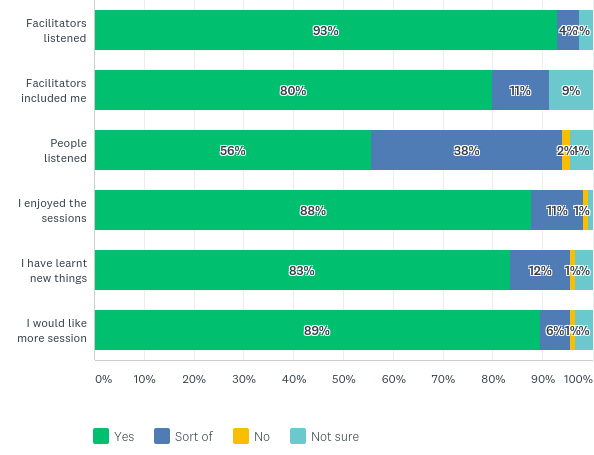 Facilitators
listened
93%
4%
Facilitators
included me
80%
11%
9%
People
listened
56%
38%
2%
I enjoyed the
sessions
88%
11%
1%
I have learnt
new things
83%
12%
1%
I would like
more session
89%
6%
1%
0%
10%
20%
30%
40%
50%
60%
70%
80%
90%
100%
Yes
Sort of
No
Not sure